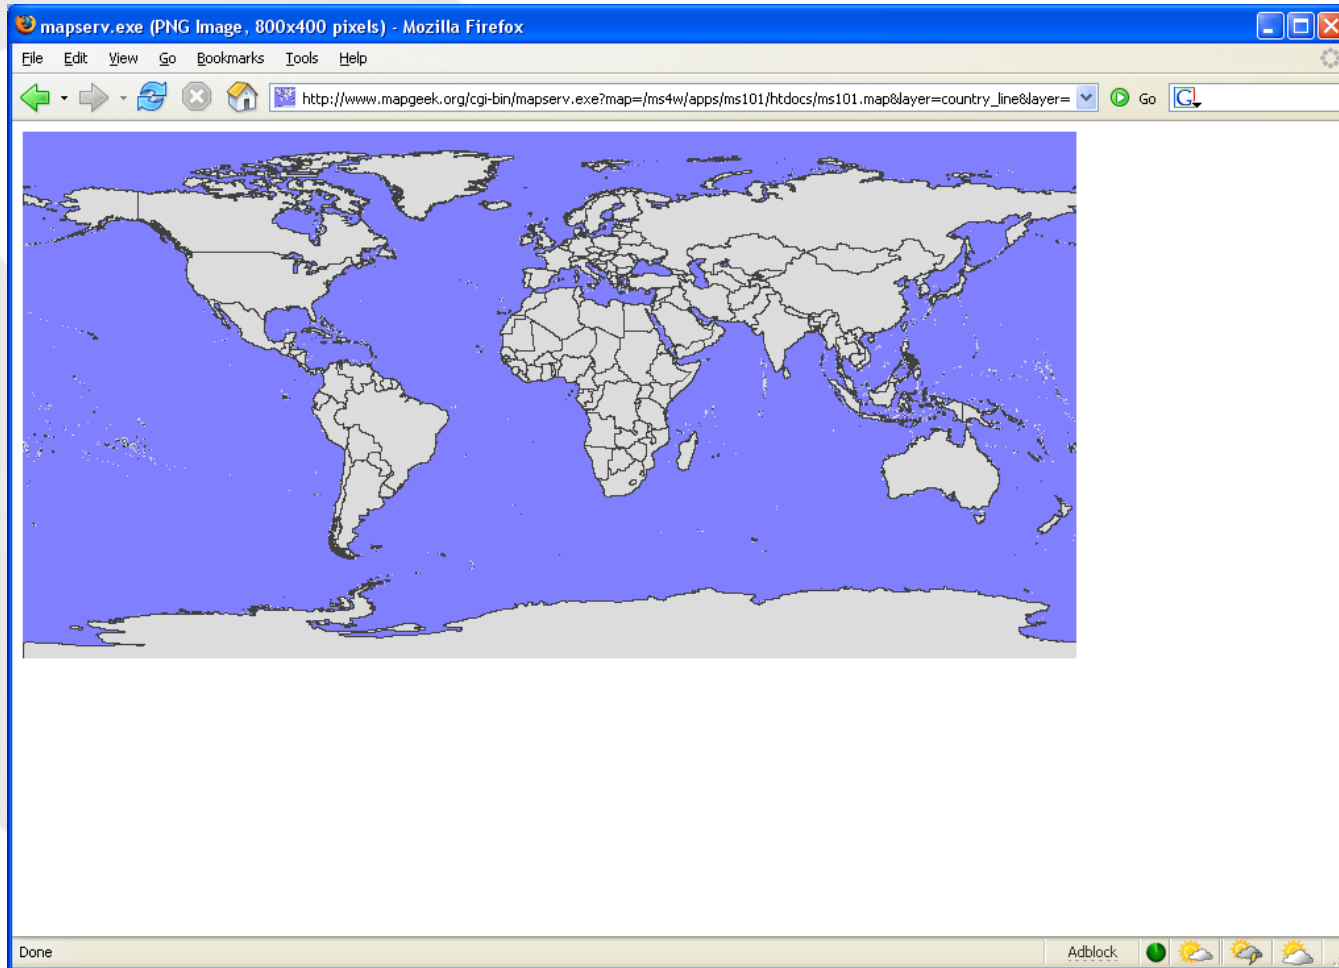 mapserv.exe (PNG Image, 800x400 pixels) - Mozilla Firefox
File Edit View Go Bookmarks Tools Help
http://www.mapgeek.org/cgi-bin/mapserv.exe?map=/ms4w/apps/ms101/htdocs/ms101.map&layer=country_line&layer= Go G
Done Adblock